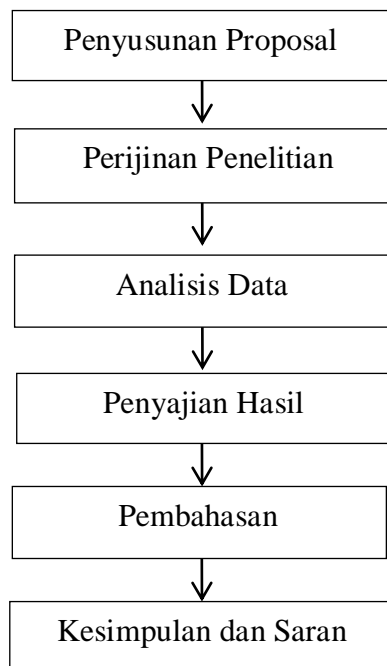 Penyusunan Proposal
Perijinan Penelitian
Analisis Data
Penyajian Hasil
Pembahasan
Kesimpulan dan Saran